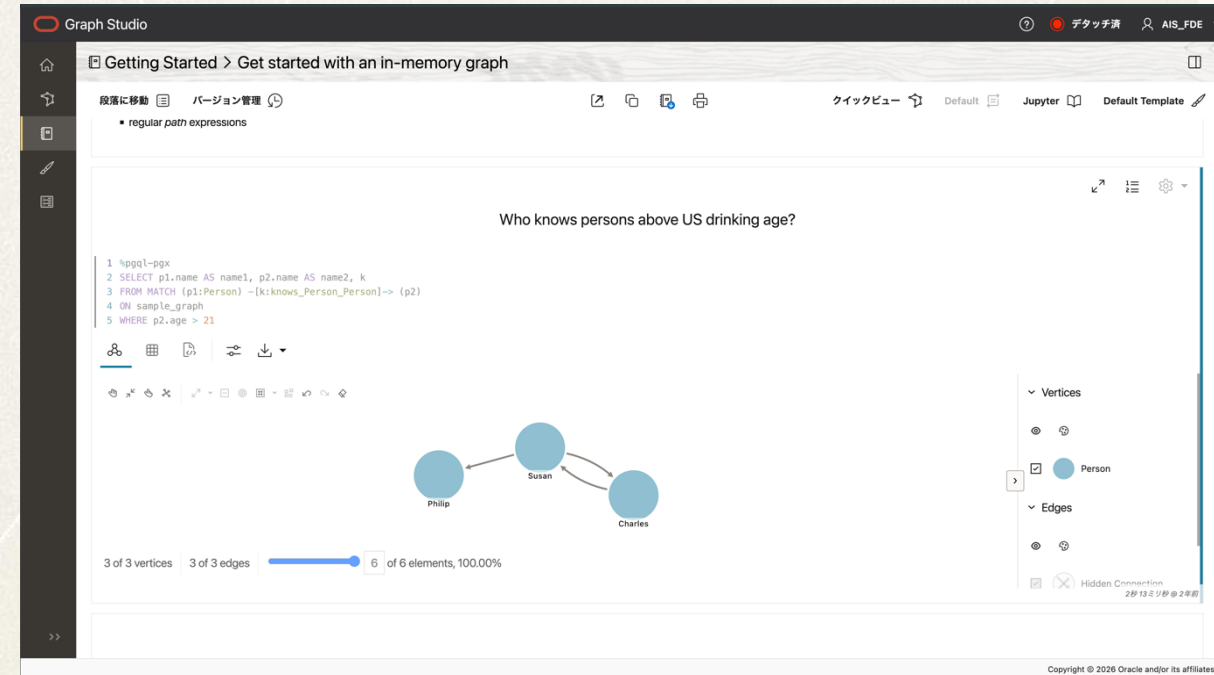 Graph Studio
デタッチ済
AIS_FDE
Getting Started > Get started with an in-memory graph
段落に移動
バージョン管理
クイックビュー
Default
Jupyter
Default Template
▪ regular path expressions
Who knows persons above US drinking age?
1 %pgql-pgx
2 SELECT p1.name AS name1, p2.name AS name2, k
3 FROM MATCH (p1:Person) -[k:knows_Person_Person]-> (p2)
4 ON sample_graph
5 WHERE p2.age > 21
Vertices
Person
Edges
Hidden Connection
Susan
Philip
Charles
3 of 3 vertices
3 of 3 edges
6 of 6 elements, 100.00%
2秒 13ミリ秒 @ 2年前
Copyright © 2026 Oracle and/or its affiliates